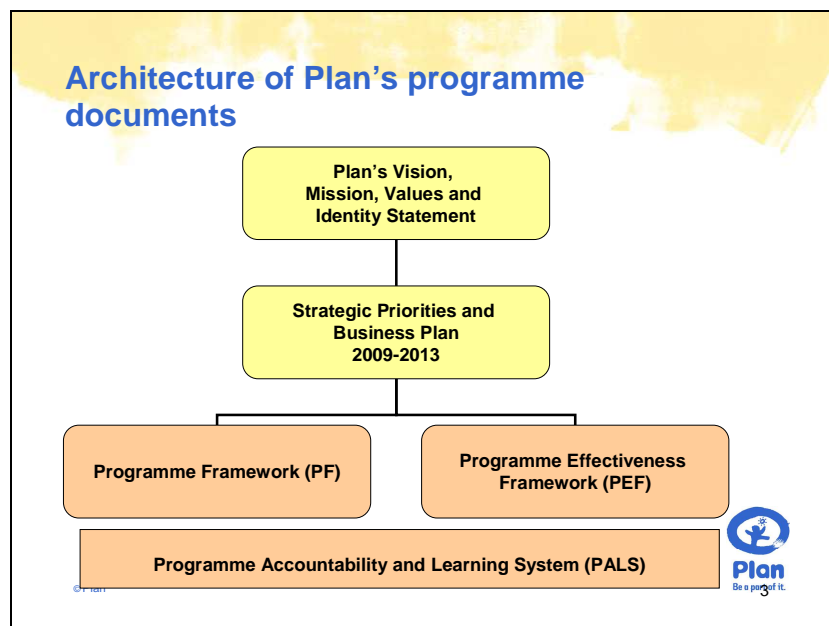 Architecture of Plan's programme
documents
Plan's Vision,
Mission, Values and
Identity Statement
Strategic Priorities and
Business Plan
2009-2013
Programme Framework (PF)
Programme Effectiveness
Framework (PEF)
Programme Accountability and Learning System (PALS)
© Plan
Plan
Be a part of it.
3